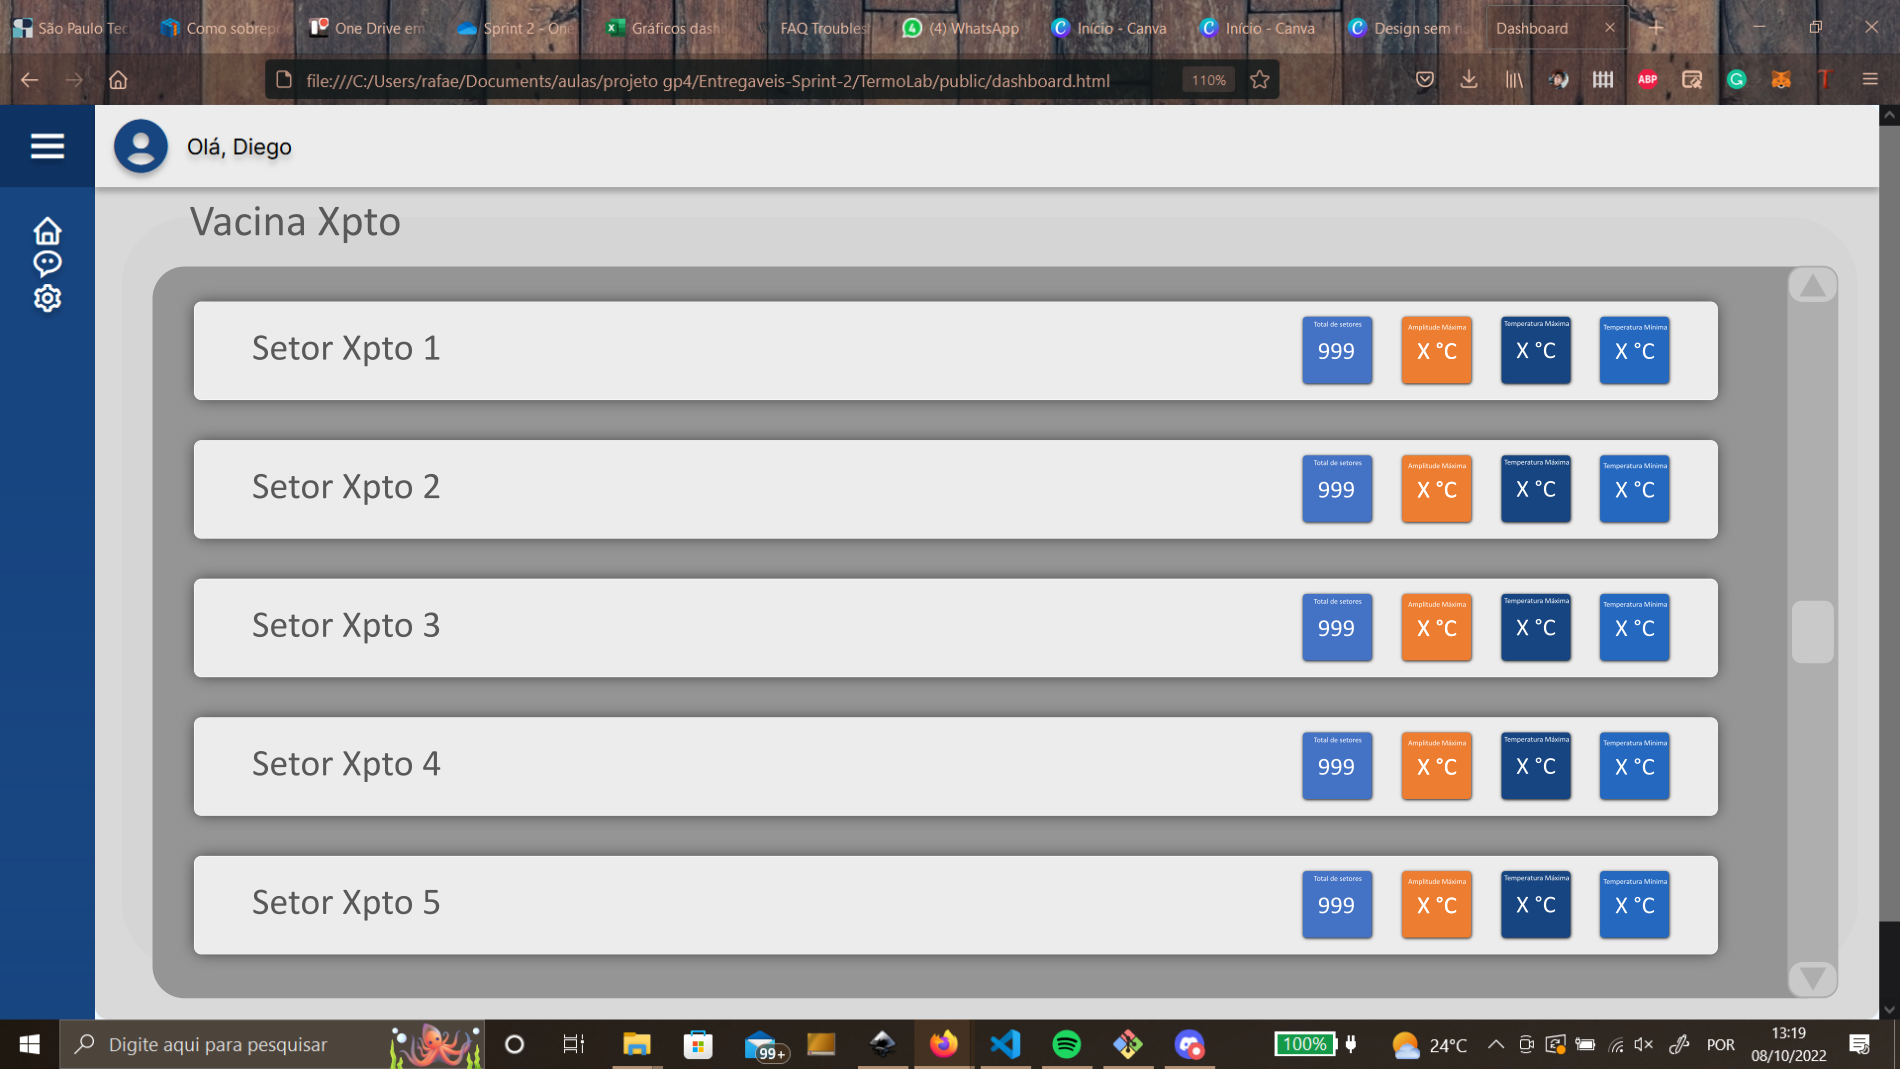 São Paulo Tec
Como sobrepo
One Drive em
Sprint 2 - One
Gráficos dash
FAQ Troubles
(4) WhatsApp
Início - Canva
Início - Canva
Design sem n
Dashboard
file:///C:/Users/rafae/Documents/aulas/projeto gp4/Entregaveis-Sprint-2/TermoLab/public/dashboard.html
110%
ABP
Olá, Diego
Vacina Xpto
Setor Xpto 1
Total de setores
999
Amplitude Máxima
X °C
Temperatura Máxima
X °C
Temperatura Mínima
X °C
Setor Xpto 2
Total de setores
999
Amplitude Máxima
X °C
Temperatura Máxima
X °C
Temperatura Mínima
X °C
Setor Xpto 3
Total de setores
999
Amplitude Máxima
X °C
Temperatura Máxima
X °C
Temperatura Mínima
X °C
Setor Xpto 4
Total de setores
999
Amplitude Máxima
X °C
Temperatura Máxima
X °C
Temperatura Mínima
X °C
Setor Xpto 5
Total de setores
999
Amplitude Máxima
X °C
Temperatura Máxima
X °C
Temperatura Mínima
X °C
Digite aqui para pesquisar
99+
100%
24°C
POR
13:19
08/10/2022